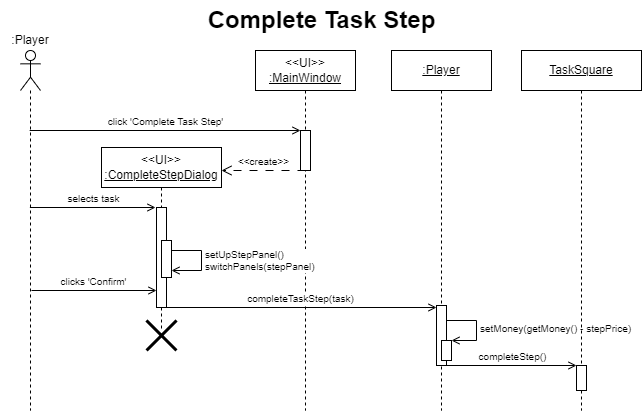 Complete Task Step
:Player
<<UI>>
:MainWindow
:Player
TaskSquare
click 'Complete Task Step'
<<create>>
<<UI>>
:CompleteStepDialog
selects task
setUpStepPanel()
switchPanels(stepPanel)
clicks 'Confirm'
completeTaskStep(task)
setMoney(getMoney() - stepPrice)
completeStep()